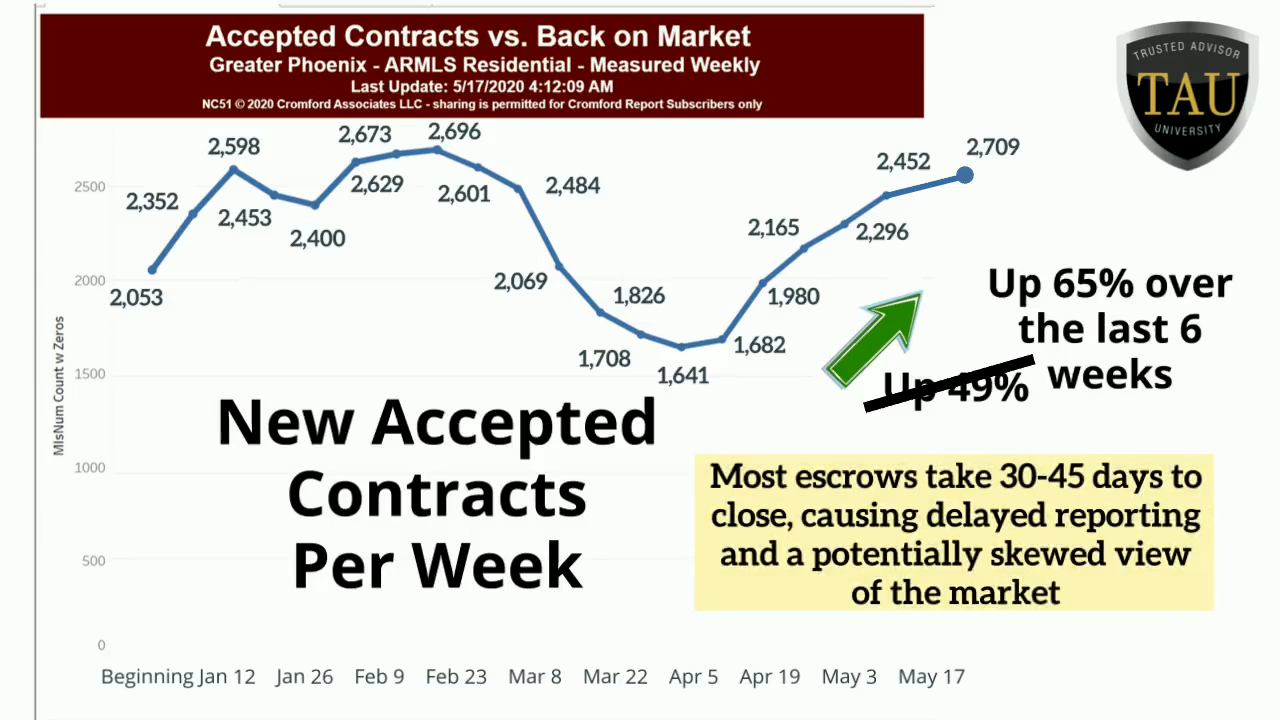 Accepted Contracts vs. Back on Market
Greater Phoenix - ARMLS Residential - Measured Weekly
Last Update: 5/17/2020 4:12:09 AM
NC51 © 2020 Cromford Associates LLC - sharing is permitted for Cromford Report Subscribers only
TRUSTED ADVISOR
TAU
UNIVERSITY
2,053
2,352
2,598
2,453
2,400
2,629
2,673
2,696
2,601
2,484
2,069
1,826
1,708
1,641
1,682
1,980
2,165
2,296
2,452
2,709
2500
2000
1500
1000
500
0
MlsNum Count w Zeros
Up 65% over
the last 6
weeks
Up 49%
New Accepted
Contracts
Per Week
Most escrows take 30-45 days to
close, causing delayed reporting
and a potentially skewed view
of the market
Beginning Jan 12 Jan 26 Feb 9 Feb 23 Mar 8 Mar 22 Apr 5 Apr 19 May 3 May 17